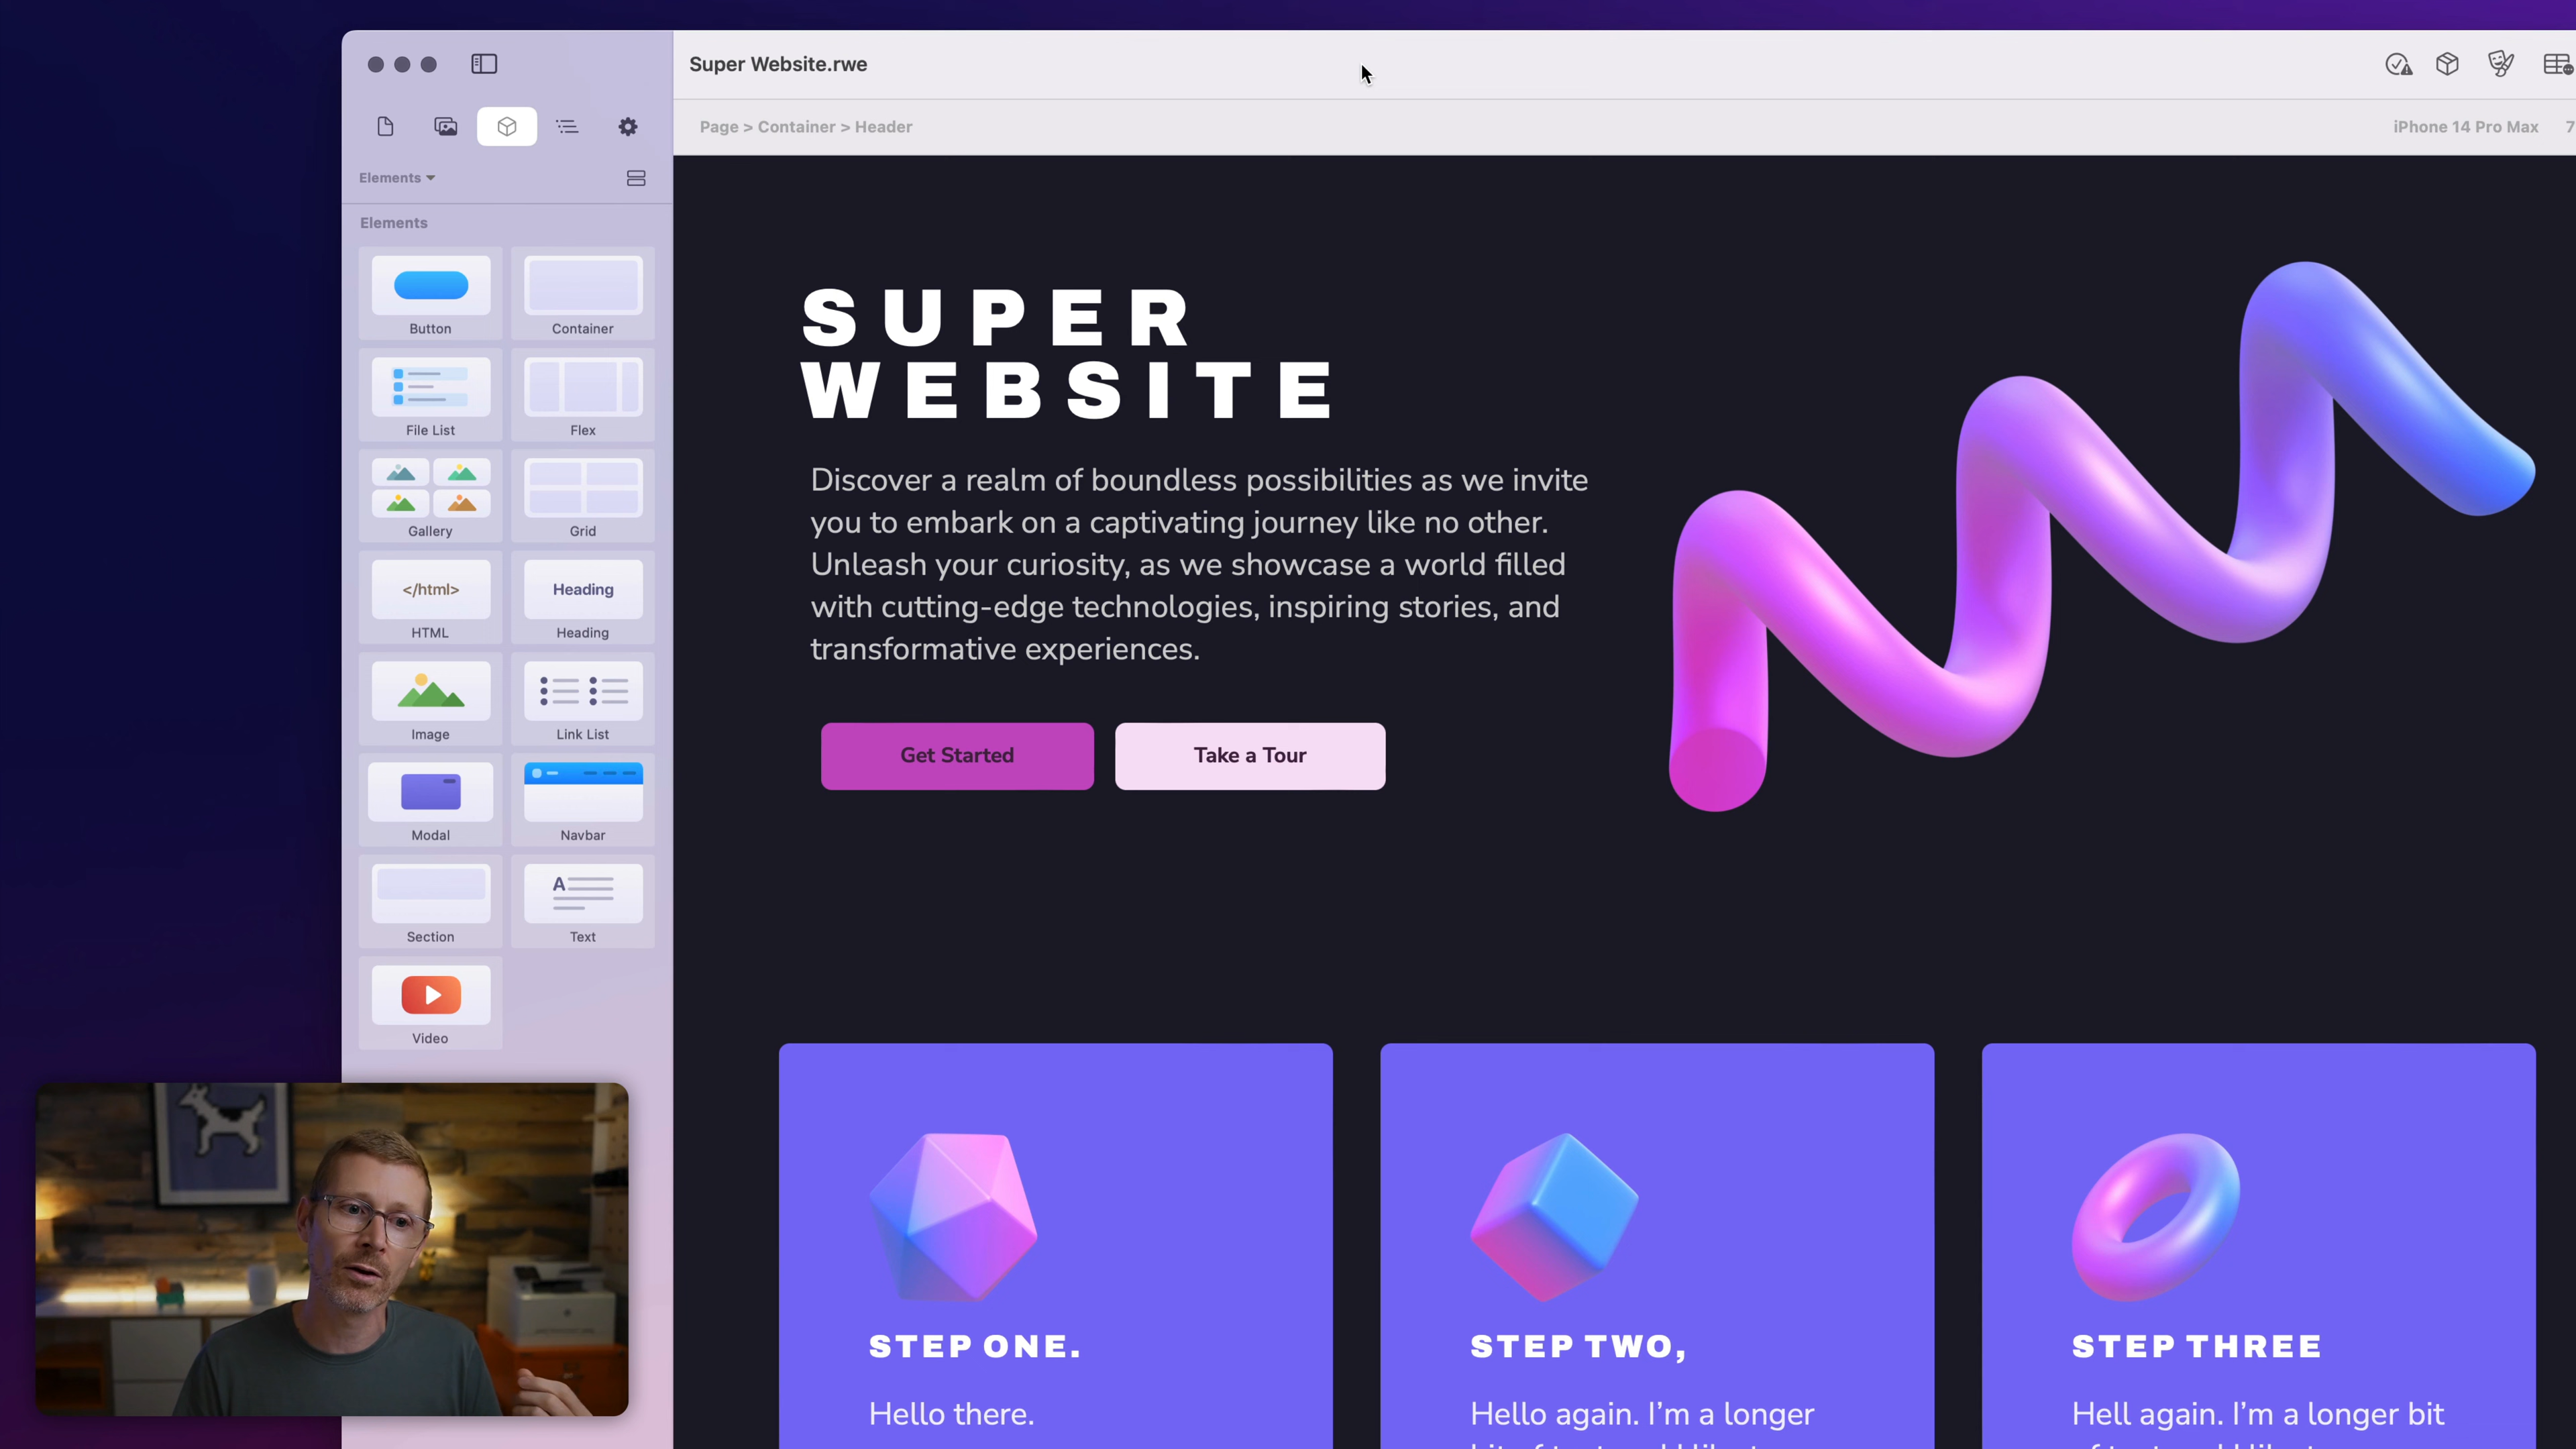 Super Website.rwe
Page > Container > Header
iPhone 14 Pro Max 7
Elements
Elements
Button
Container
File List
Flex
Gallery
Grid
</html>
HTML
Heading
Heading
Image
Link List
Modal
Navbar
Section
A
Text
Video
SUPER
WEBSITE
Discover a realm of boundless possibilities as we invite
you to embark on a captivating journey like no other.
Unleash your curiosity, as we showcase a world filled
with cutting-edge technologies, inspiring stories, and
transformative experiences.
Get Started
Take a Tour
STEP ONE.
Hello there.
STEP TWO,
Hello again. I’m a longer
STEP THREE
Hell again. I’m a longer bit